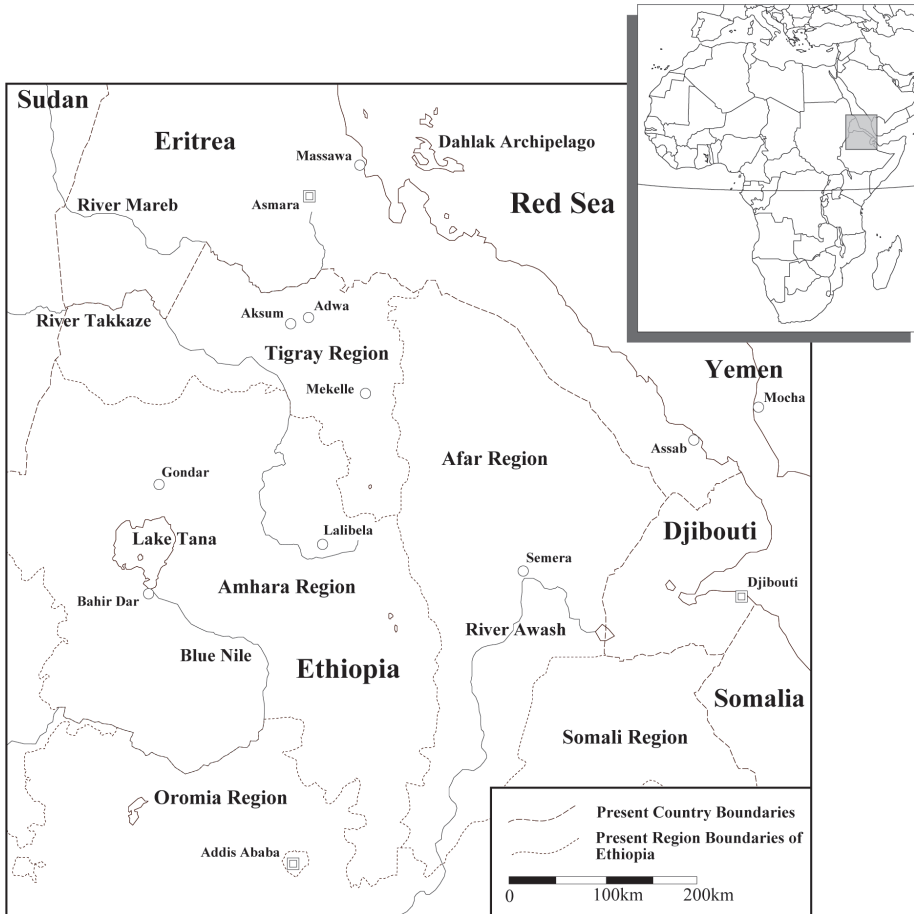 Sudan
Eritrea
Massawa
Dahlak Archipelago
River Mareb
Asmara
Red Sea
River Takkaze
Aksum
Adwa
Tigray Region
Yemen
Mekelle
Mocha
Assab
Afar Region
Gondar
Lake Tana
Lalibela
Djibouti
Semera
Djibouti
Amhara Region
Bahir Dar
River Awash
Blue Nile
Ethiopia
Somalia
Somali Region
Oromia Region
Addis Ababa
Present Country Boundaries
Present Region Boundaries of
Ethiopia
0 100km 200km